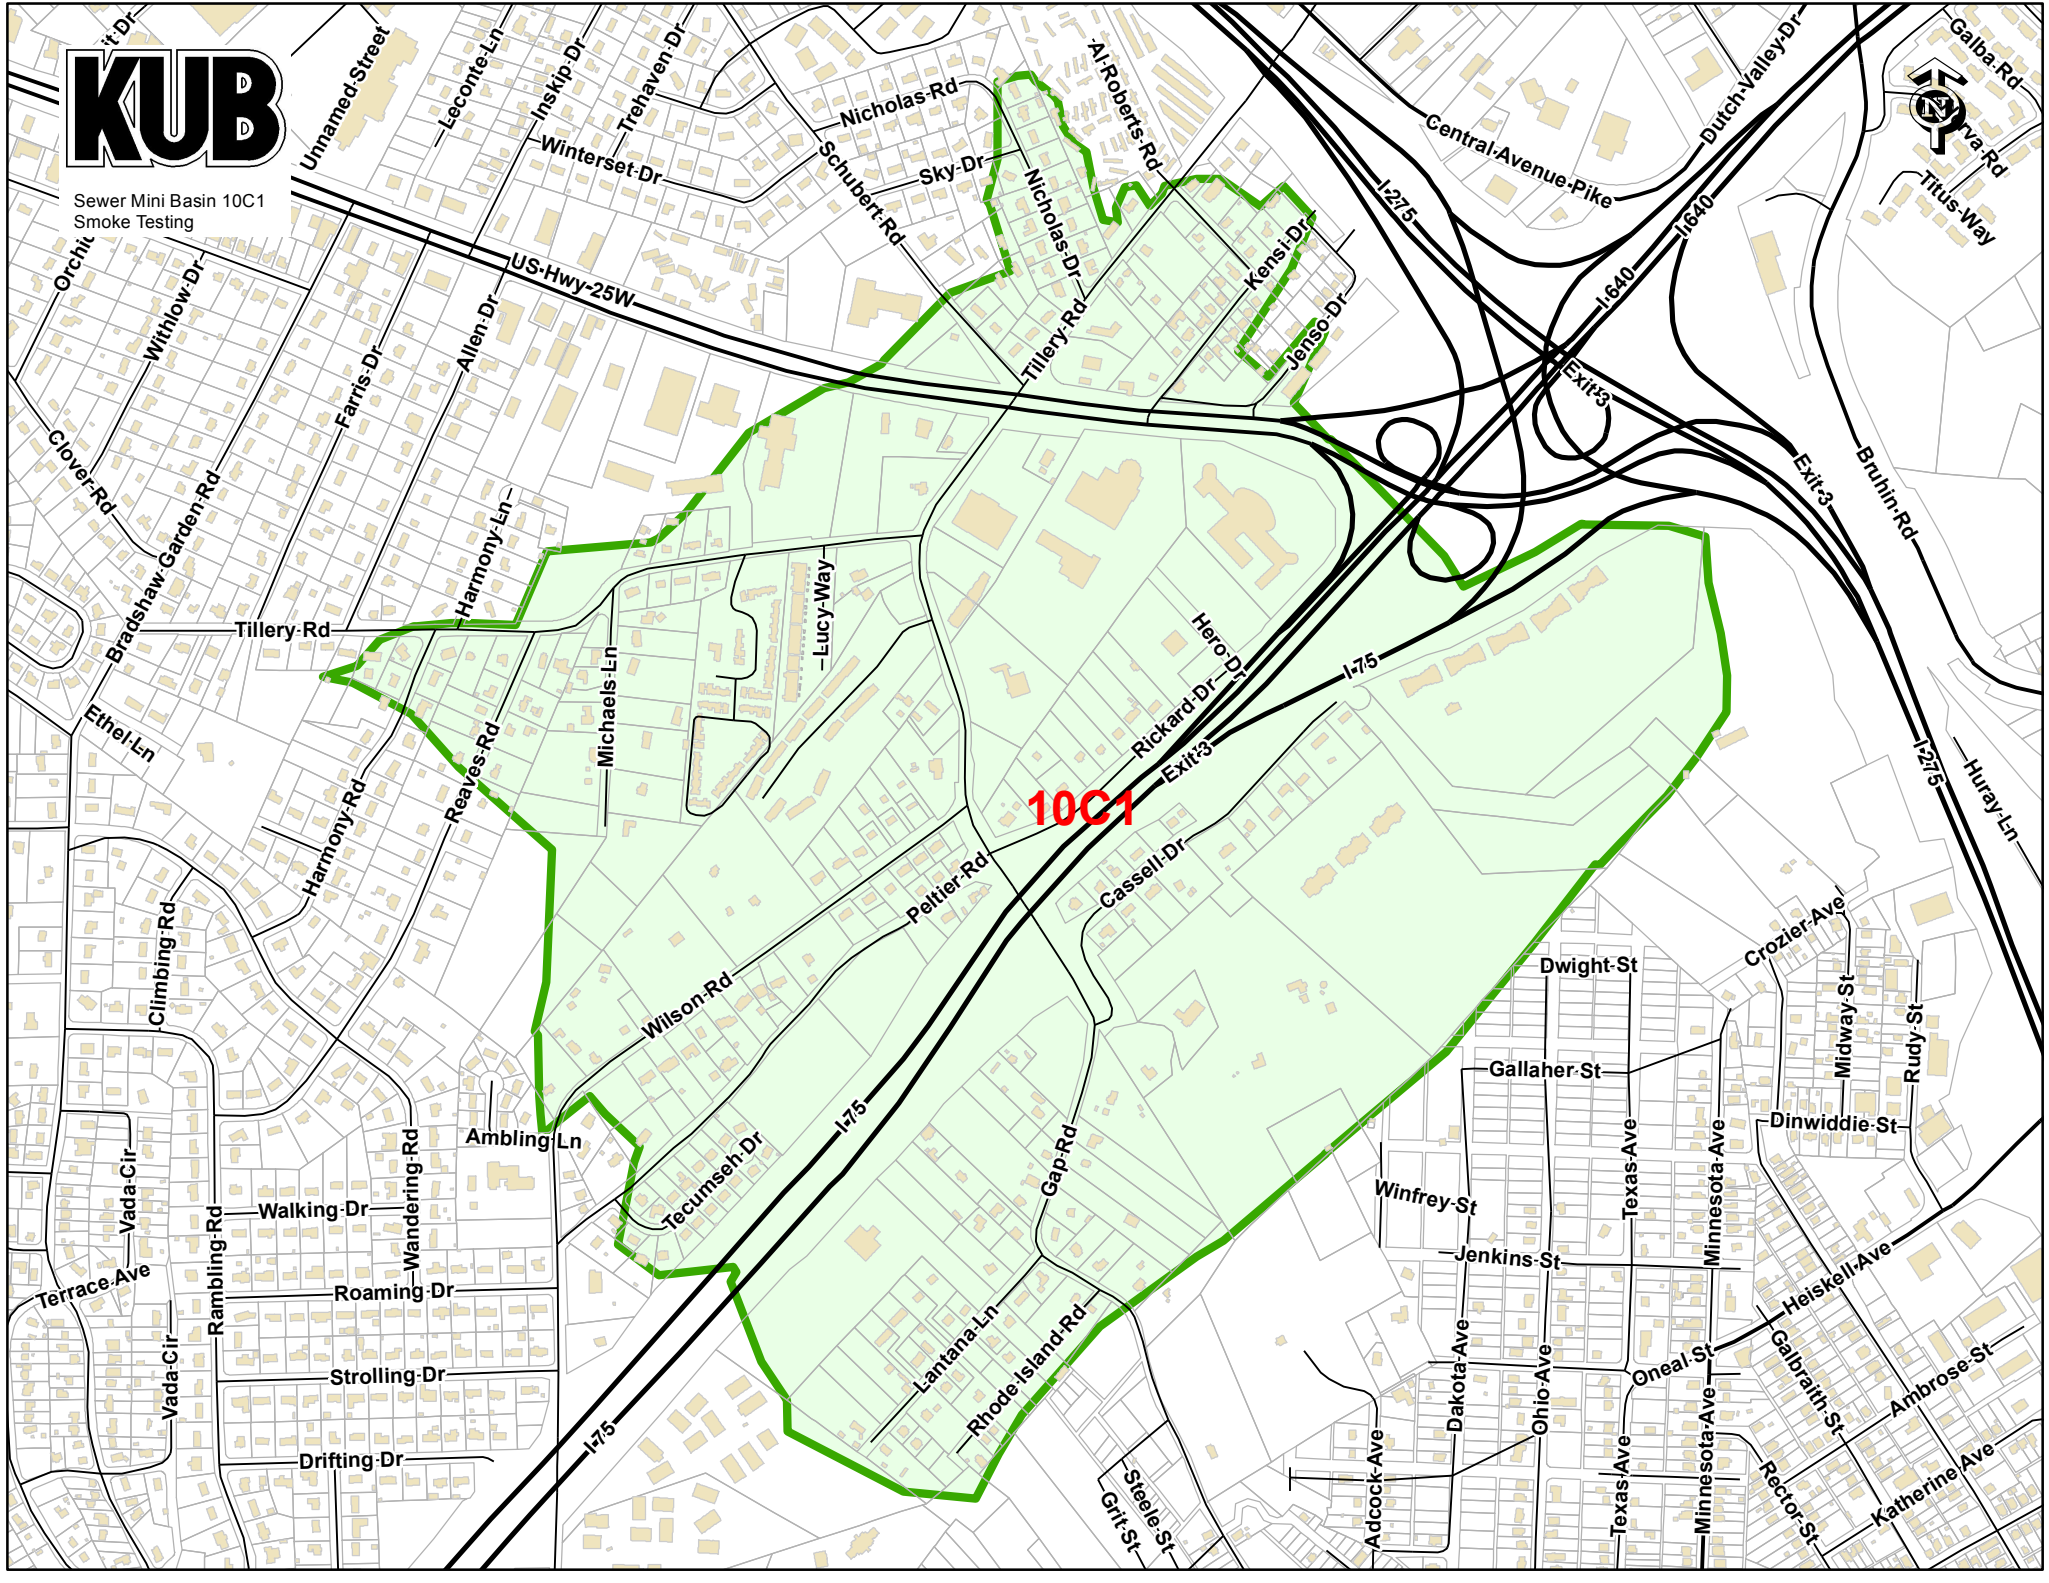 KUB
Sewer Mini Basin 10C1
Smoke Testing
Unnamed-Street
Leconte-Ln
Inskip-Dr
Trehaven-Dr
Winterset-Dr
Nicholas-Rd
Sky-Dr
Schubert-Rd
Nicholas-Dr
Al-Roberts-Rd
Kensi-Dr
Jenso-Dr
Tillery-Rd
US-Hwy-25W
Central-Avenue-Pike
Dutch-Valley-Dr
Galba-Rd
N
Titus-Way
I-275
I-640
I-640
Exit-3
Exit-3
Bruhin-Rd
Withlow-Dr
Farris-Dr
Allen-Dr
Clover-Rd
Bradshaw-Garden-Rd
Harmony-Ln
Tillery-Rd
Ethel-Ln
Michaels-Ln
Lucy-Way
Hero-Dr
Rickard-Dr
Exit-3
I-75
10C1
Reaves-Rd
Harmony-Rd
Peltier-Rd
Cassell-Dr
I-275
Huray-Ln
Climbing-Rd
Wilson-Rd
Crozier-Ave
Dwight-St
Midway-St
Rudy-St
Gallaher-St
Dinwiddie-St
Ambling-Ln
I-75
Tecumseh-Dr
Gap-Rd
Vada-Cir
Walking-Dr
Wandering-Rd
Rambling-Rd
Winfrey-St
Texas-Ave
Minnesota-Ave
Jenkins-St
Terrace-Ave
Roaming-Dr
Heiskell-Ave
Vada-Cir
Strolling-Dr
Lantana-Ln
Rhode-Island-Rd
Dakota-Ave
Ohio-Ave
Oneal-St
Galbraith-St
Ambrose-St
Drifting-Dr
I-75
Steele-St
Grit-St
Adcock-Ave
Texas-Ave
Minnesota-Ave
Rector-St
Katherine-Ave